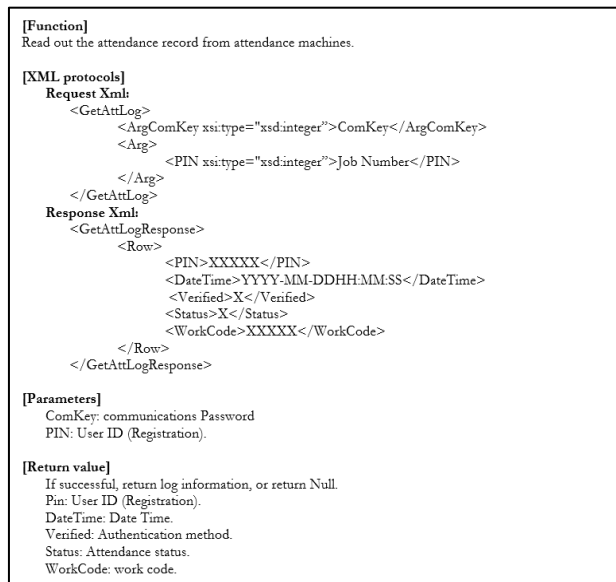 [Function]
Read out the attendance record from attendance machines.
[XML protocols]
Request Xml:
<GetAttLog>
<ArgComKey xsi:type="xsd:integer”>ComKey</ArgComKey>
<Arg>
<PIN xsi:type="xsd:integer”>Job Number</PIN>
</Arg>
</GetAttLog>
Response Xml:
<GetAttLogResponse>
<Row>
<PIN>XXXXX</PIN>
<DateTime>YYYY-MM-DDHH:MM:SS</DateTime>
<Verified>X</Verified>
<Status>X</Status>
<WorkCode>XXXXX</WorkCode>
</Row>
</GetAttLogResponse>
[Parameters]
ComKey: communications Password
PIN: User ID (Registration).
[Return value]
If successful, return log information, or return Null.
Pin: User ID (Registration).
DateTime: Date Time.
Verified: Authentication method.
Status: Attendance status.
WorkCode: work code.